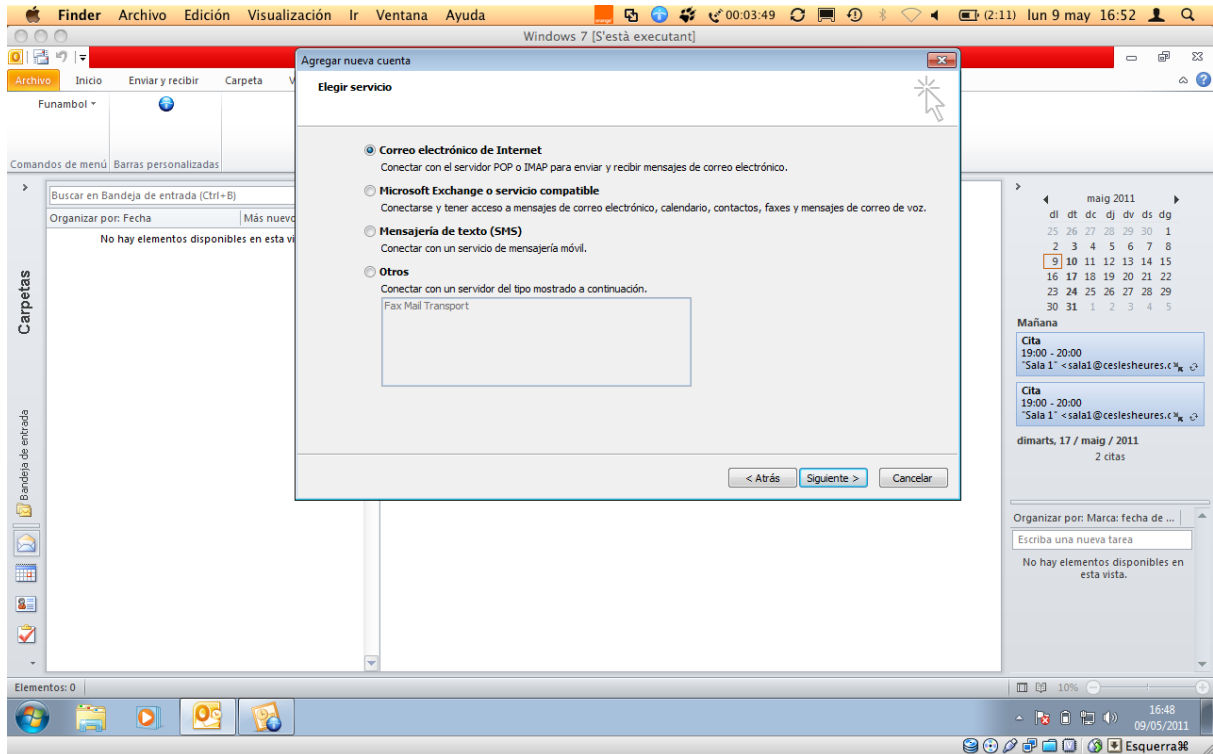 Finder Archivo Edición Visualización Ir Ventana Ayuda 00:03:49 (2:11) lun 9 may 16:52
Windows 7 [S'està executant]
Archivo Inicio Enviar y recibir Carpeta V
Funambol
Comandos de menú Barras personalizadas
Buscar en Bandeja de entrada (Ctrl+B)
Organizar por: Fecha Más nuevo
No hay elementos disponibles en esta vi
Carpetas
Bandeja de entrada
Agregar nueva cuenta
Elegir servicio
Correo electrónico de Internet
Conectar con el servidor POP o IMAP para enviar y recibir mensajes de correo electrónico.
Microsoft Exchange o servicio compatible
Conectarse y tener acceso a mensajes de correo electrónico, calendario, contactos, faxes y mensajes de correo de voz.
Mensajería de texto (SMS)
Conectar con un servicio de mensajería móvil.
Otros
Conectar con un servidor del tipo mostrado a continuación.
Fax Mail Transport
< Atrás Siguiente > Cancelar
maig 2011
dl dt dc dj dv ds dg
25 26 27 28 29 30 1
2 3 4 5 6 7 8
9 10 11 12 13 14 15
16 17 18 19 20 21 22
23 24 25 26 27 28 29
30 31 1 2 3 4 5
Mañana
Cita
19:00 - 20:00
"Sala 1" <sala1@ceslesheures.c
Cita
19:00 - 20:00
"Sala 1" <sala1@ceslesheures.c
dimarts, 17 / maig / 2011
2 citas
Organizar por: Marca: fecha de ...
Escriba una nueva tarea
No hay elementos disponibles en
esta vista.
Elementos: 0 10%
16:48
09/05/2011
Esquerra⌘